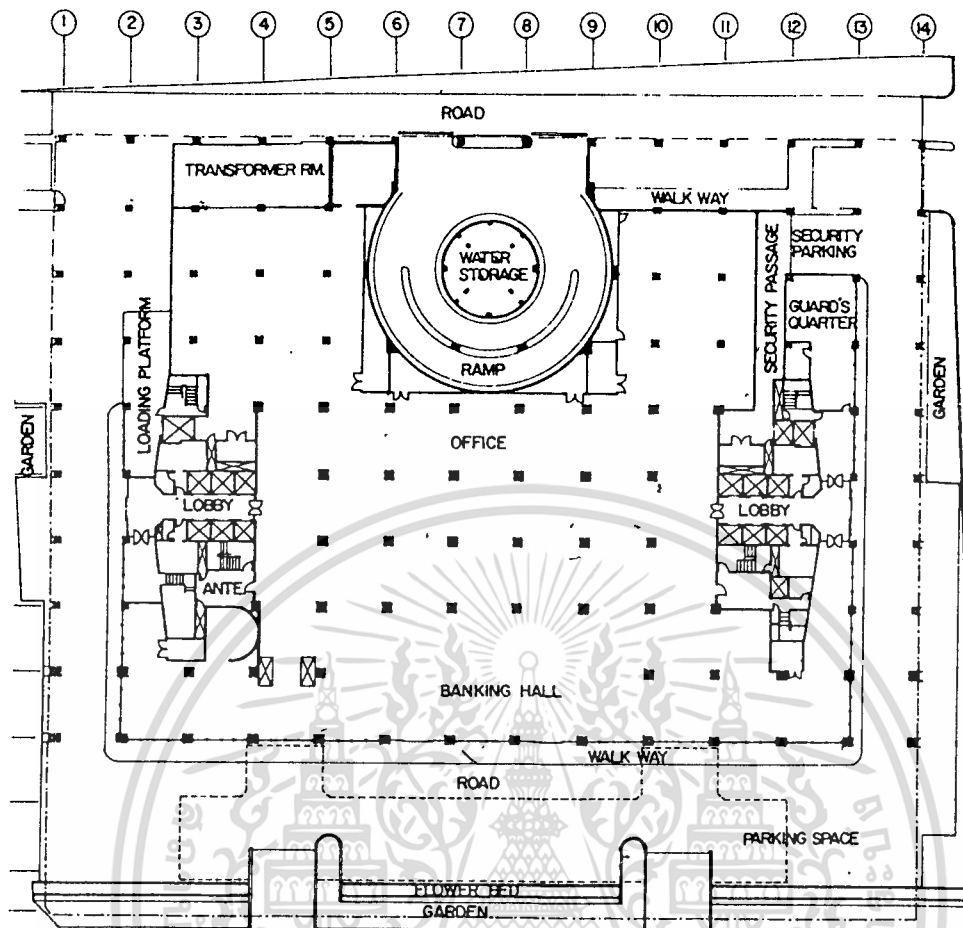 1 2 3 4 5 6 7 8 9 10 11 12 13 14
ROAD
TRANSFORMER RM.
WALK WAY
SECURITY
PARKING
WATER
STORAGE
SECURITY PASSAGE
GUARD'S
QUARTER
LOADING PLATFORM
RAMP
GARDEN
GARDEN
OFFICE
LOBBY
LOBBY
ANTE
BANKING HALL
WALK WAY
ROAD
PARKING SPACE
FLOWER BED
GARDEN